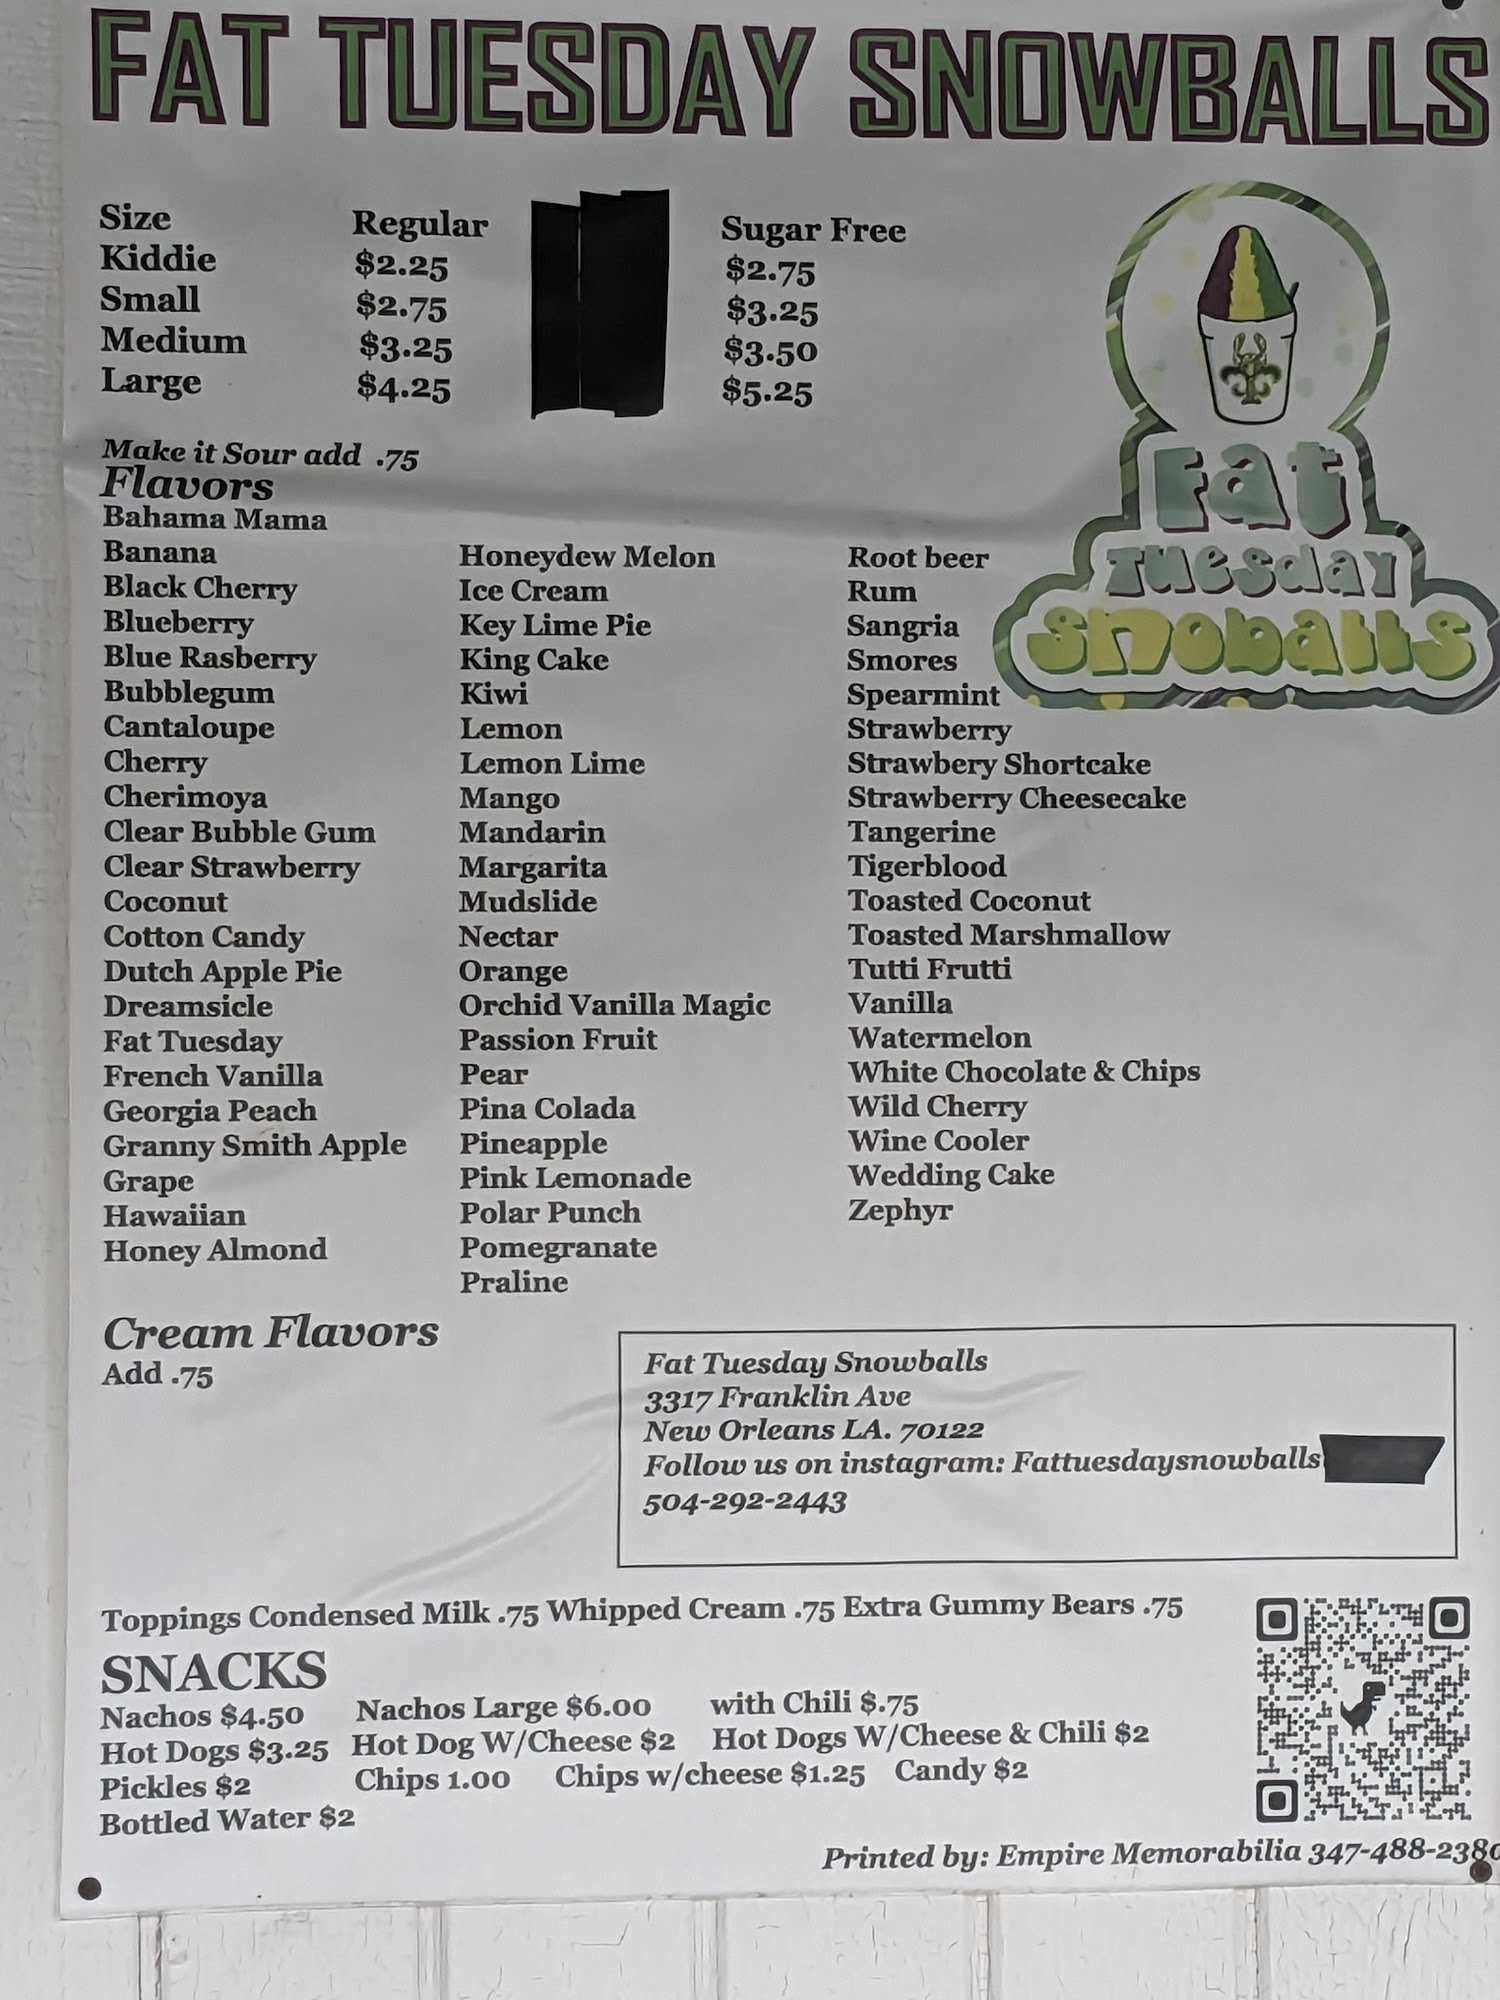 FAT TUESDAY SNOWBALLS
Size Regular Sugar Free
Kiddie $2.25 $2.75
Small $2.75 $3.25
Medium $3.25 $3.50
Large $4.25 $5.25
Make it Sour add .75
Flavors
Bahama Mama
Banana
Black Cherry
Blueberry
Blue Rasberry
Bubblegum
Cantaloupe
Cherry
Cherimoya
Clear Bubble Gum
Clear Strawberry
Coconut
Cotton Candy
Dutch Apple Pie
Dreamsicle
Fat Tuesday
French Vanilla
Georgia Peach
Granny Smith Apple
Grape
Hawaiian
Honey Almond
Honeydew Melon
Ice Cream
Key Lime Pie
King Cake
Kiwi
Lemon
Lemon Lime
Mango
Mandarin
Margarita
Mudslide
Nectar
Orange
Orchid Vanilla Magic
Passion Fruit
Pear
Pina Colada
Pineapple
Pink Lemonade
Polar Punch
Pomegranate
Praline
Root beer
Rum
Sangria
Smores
Spearmint
Strawberry
Strawbery Shortcake
Strawberry Cheesecake
Tangerine
Tigerblood
Toasted Coconut
Toasted Marshmallow
Tutti Frutti
Vanilla
Watermelon
White Chocolate & Chips
Wild Cherry
Wine Cooler
Wedding Cake
Zephyr
Fat
Tuesday
Snoballs
Cream Flavors
Add .75
Fat Tuesday Snowballs
3317 Franklin Ave
New Orleans LA. 70122
Follow us on instagram: Fattuesdaysnowballs
504-292-2443
Toppings Condensed Milk .75 Whipped Cream .75 Extra Gummy Bears .75
SNACKS
Nachos $4.50 Nachos Large $6.00 with Chili $.75
Hot Dogs $3.25 Hot Dog W/Cheese $2 Hot Dogs W/Cheese & Chili $2
Pickles $2 Chips 1.00 Chips w/cheese $1.25 Candy $2
Bottled Water $2
Printed by: Empire Memorabilia 347-488-2380